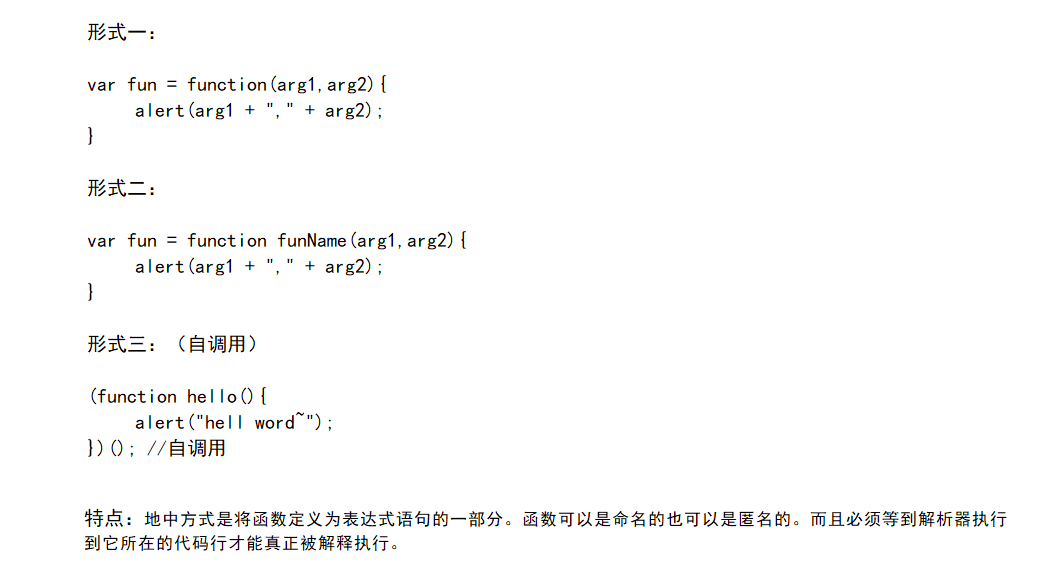 形式一：
var fun = function(arg1,arg2){
alert(arg1 + "," + arg2);
}
形式二：
var fun = function funName(arg1,arg2){
alert(arg1 + "," + arg2);
}
形式三：（自调用）
(function hello(){
alert("hell word~");
})(); //自调用
特点：地中方式是将函数定义为表达式语句的一部分。函数可以是命名的也可以是匿名的。而且必须等到解析器执行
到它所在的代码行才能真正被解释执行。